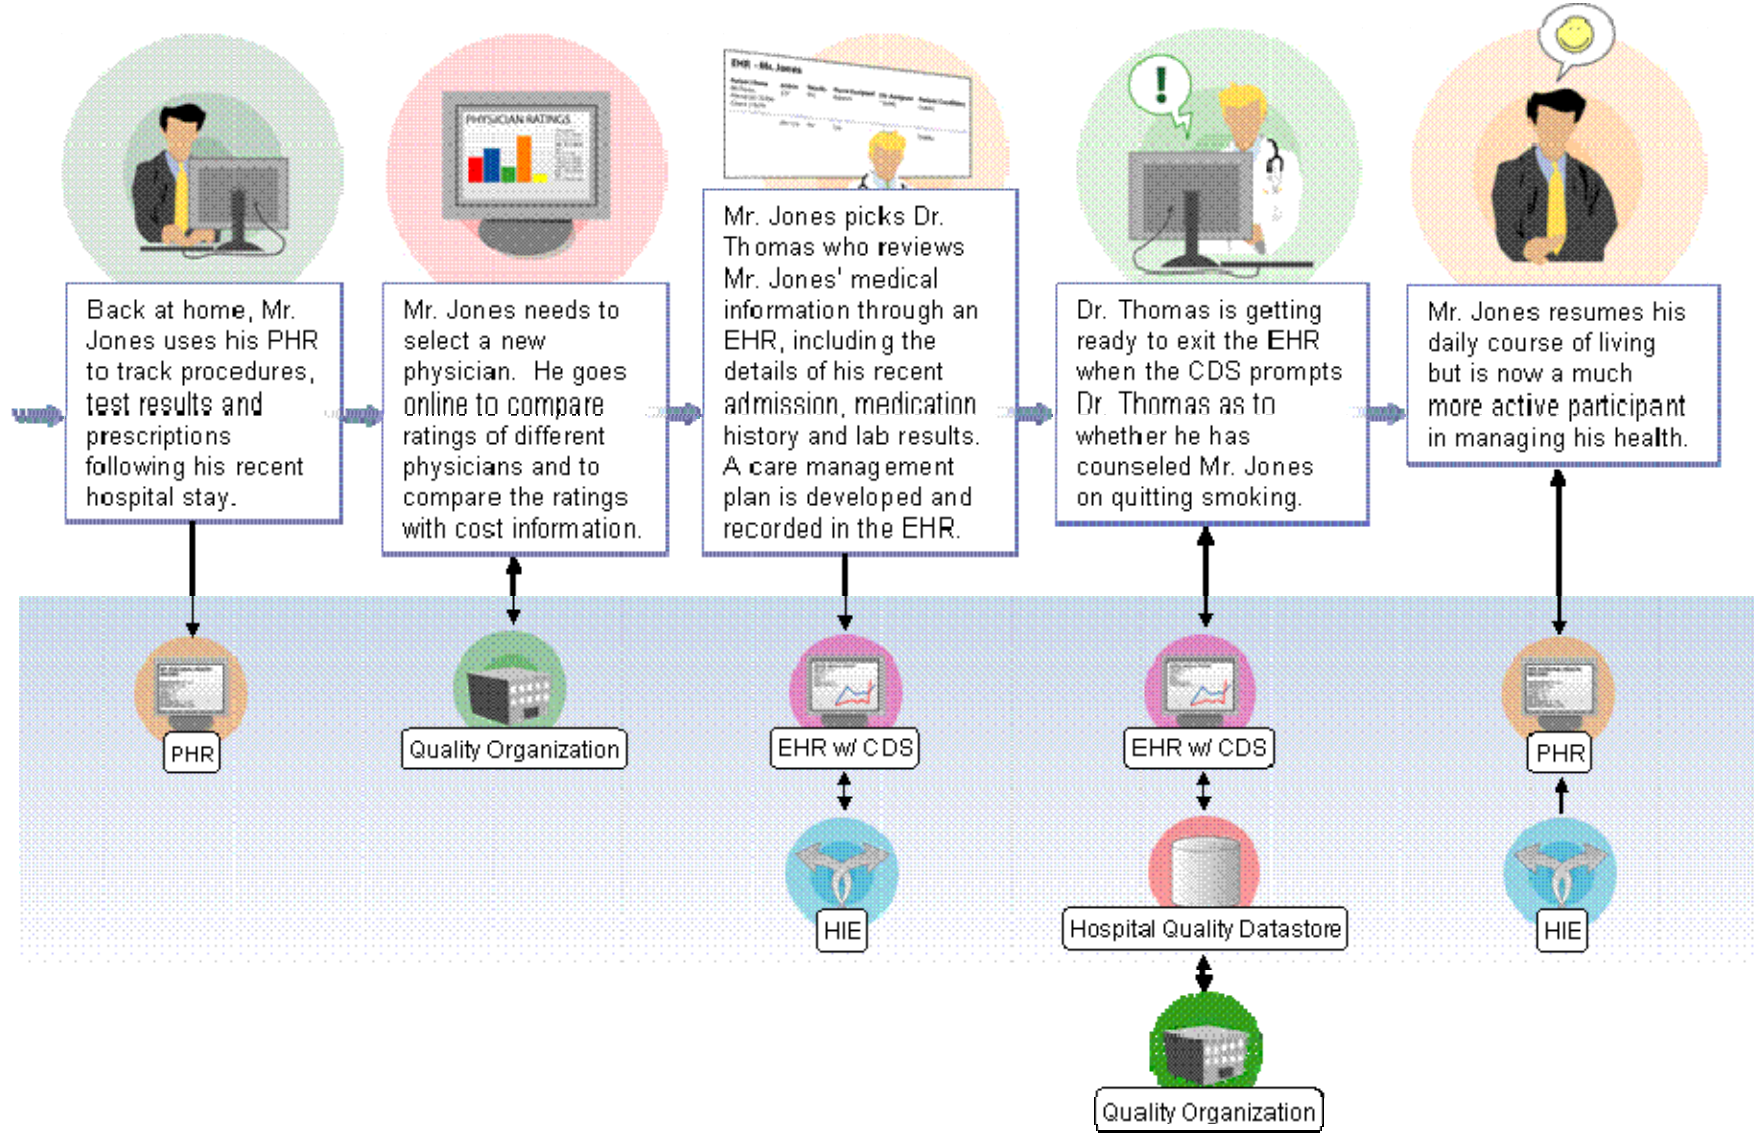 PHYSICIAN RATINGS
EHR - Mr. Jones
Back at home, Mr.
Jones uses his PHR
to track procedures,
test results and
prescriptions
following his recent
hospital stay.
Mr. Jones needs to
select a new
physician. He goes
online to compare
ratings of different
physicians and to
compare the ratings
with cost information.
Mr. Jones picks Dr.
Thomas who reviews
Mr. Jones' medical
information through an
EHR, including the
details of his recent
admission, medication
history and lab results.
A care management
plan is developed and
recorded in the EHR.
!
Dr. Thomas is getting
ready to exit the EHR
when the CDS prompts
Dr. Thomas as to
whether he has
counseled Mr. Jones
on quitting smoking.
Mr. Jones resumes his
daily course of living
but is now a much
more active participant
in managing his health.
PHR
Quality Organization
EHR w/ CDS
EHR w/ CDS
PHR
HIE
Hospital Quality Datastore
HIE
Quality Organization